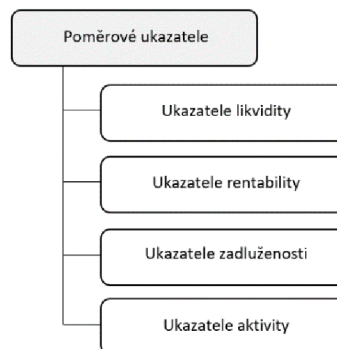 Poměrové ukazatele
Ukazatele likvidity
Ukazatele rentability
Ukazatele zadluženosti
Ukazatele aktivity